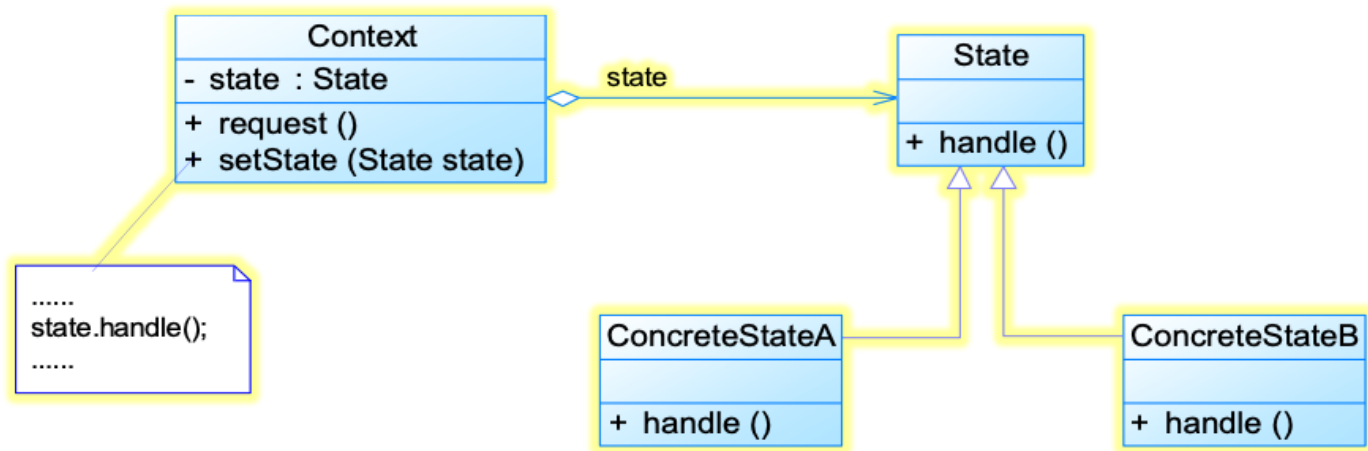 Context
- state : State
+ request ()
+ setState (State state)
state
State
+ handle ()
......
state.handle();
......
ConcreteStateA
+ handle ()
ConcreteStateB
+ handle ()